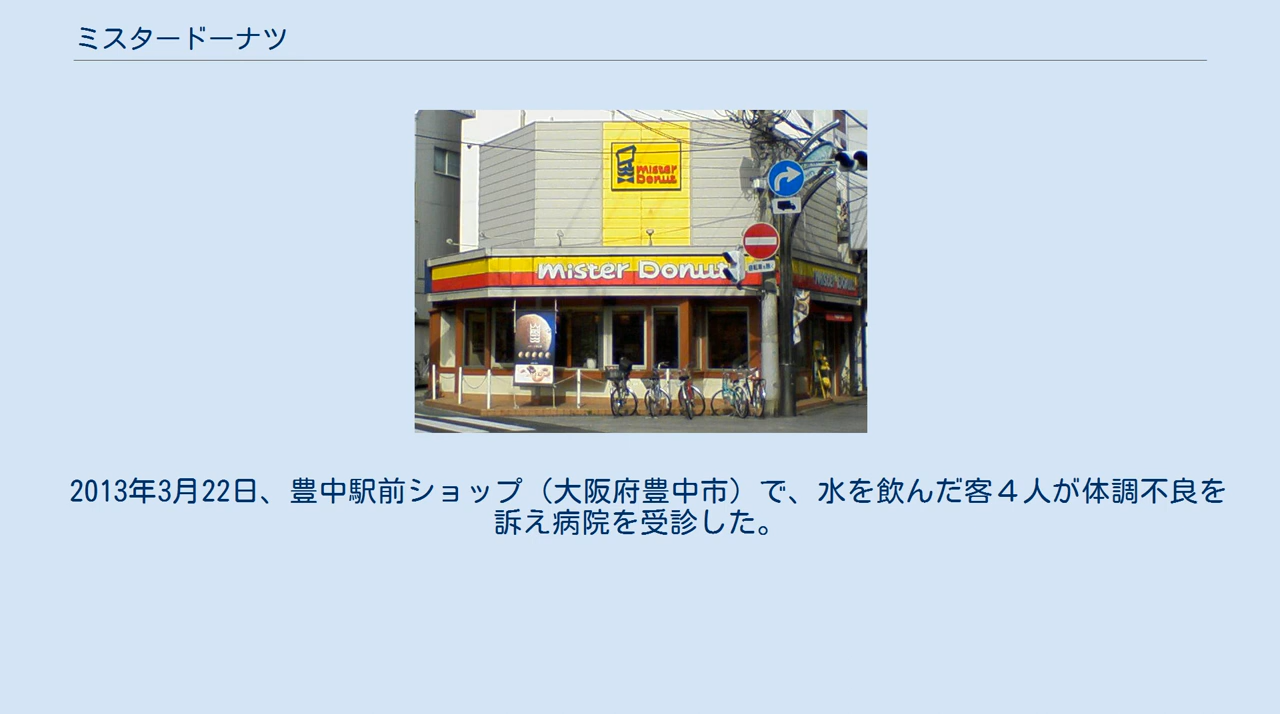 ミスタードーナツ
mister
Donut
mister Donut
mister Donut
2013年3月22日、豊中駅前ショップ（大阪府豊中市）で、水を飲んだ客４人が体調不良を
訴え病院を受診した。